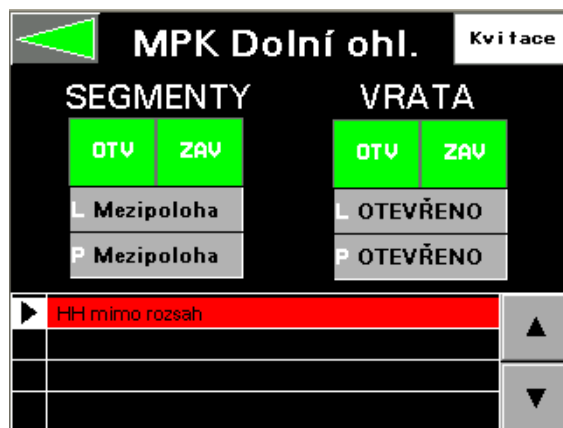 MPK Dolní ohl.
Kvitace
SEGMENTY
VRATA
OTV ZAV
OTV ZAV
L Mezipoloha
L OTEVŘENO
P Mezipoloha
P OTEVŘENO
HH mimo rozsah